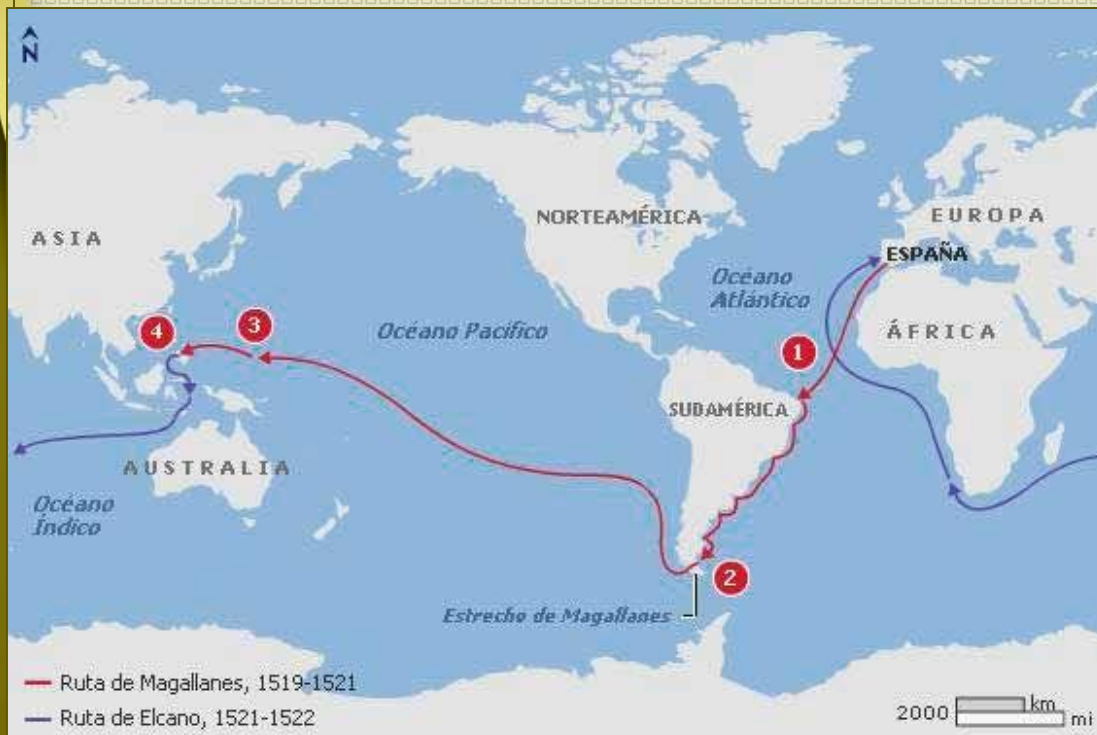 N
ASIA
NORTEAMÉRICA
EUROPA
ESPAÑA
Océano
Atlántico
ÁFRICA
4
3
Océano Pacífico
1
SUDAMÉRICA
AUSTRALIA
Océano
Índico
2
Estrecho de Magallanes
Ruta de Magallanes, 1519-1521
Ruta de Elcano, 1521-1522
2000 km
mi